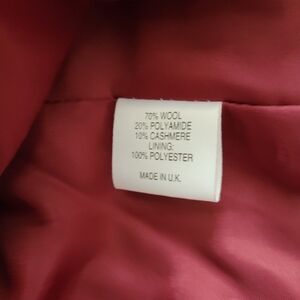 70% WOOL
20% POLYAMIDE
10% CASHMERE
LINING:
100% POLYESTER
MADE IN U.K.